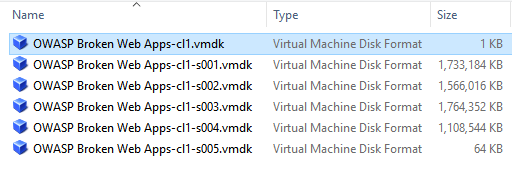 Name Type Size
OWASP Broken Web Apps-cl1.vmdk Virtual Machine Disk Format 1 KB
OWASP Broken Web Apps-cl1-s001.vmdk Virtual Machine Disk Format 1,733,184 KB
OWASP Broken Web Apps-cl1-s002.vmdk Virtual Machine Disk Format 1,566,016 KB
OWASP Broken Web Apps-cl1-s003.vmdk Virtual Machine Disk Format 1,764,352 KB
OWASP Broken Web Apps-cl1-s004.vmdk Virtual Machine Disk Format 1,108,544 KB
OWASP Broken Web Apps-cl1-s005.vmdk Virtual Machine Disk Format 64 KB